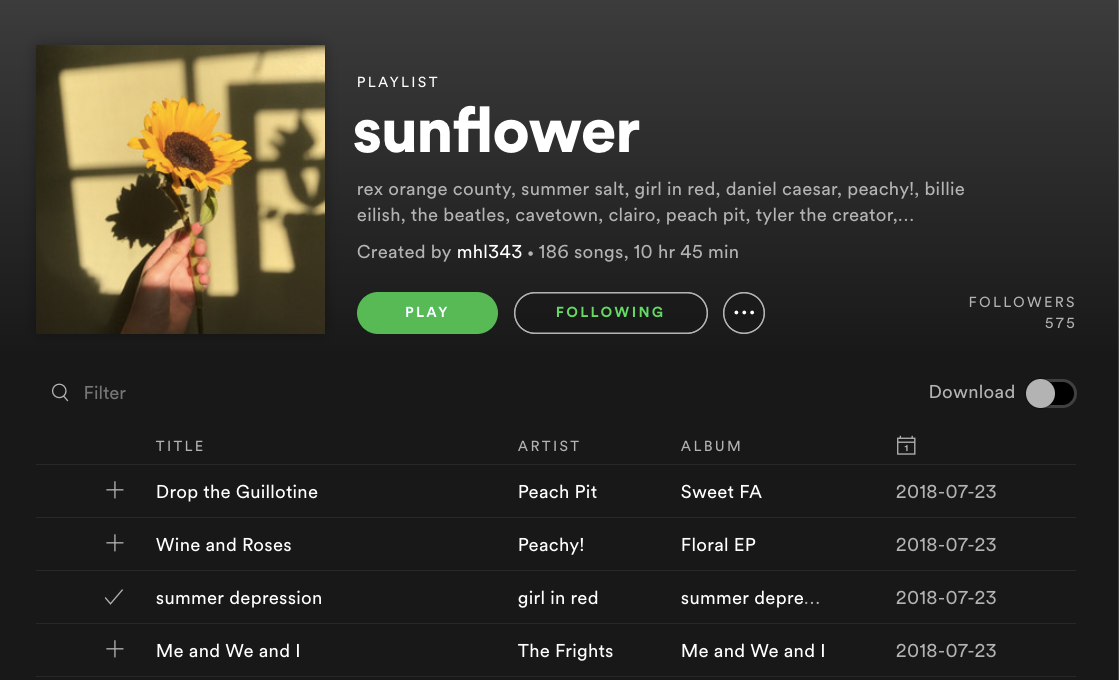 PLAYLIST
sunflower
rex orange county, summer salt, girl in red, daniel caesar, peachy!, billie
eilish, the beatles, cavetown, clairo, peach pit, tyler the creator,...
Created by mhl343 • 186 songs, 10 hr 45 min
PLAY FOLLOWING
FOLLOWERS
575
Filter Download
TITLE ARTIST ALBUM 1
Drop the Guillotine Peach Pit Sweet FA 2018-07-23
Wine and Roses Peachy! Floral EP 2018-07-23
summer depression girl in red summer depre... 2018-07-23
Me and We and I The Frights Me and We and I 2018-07-23